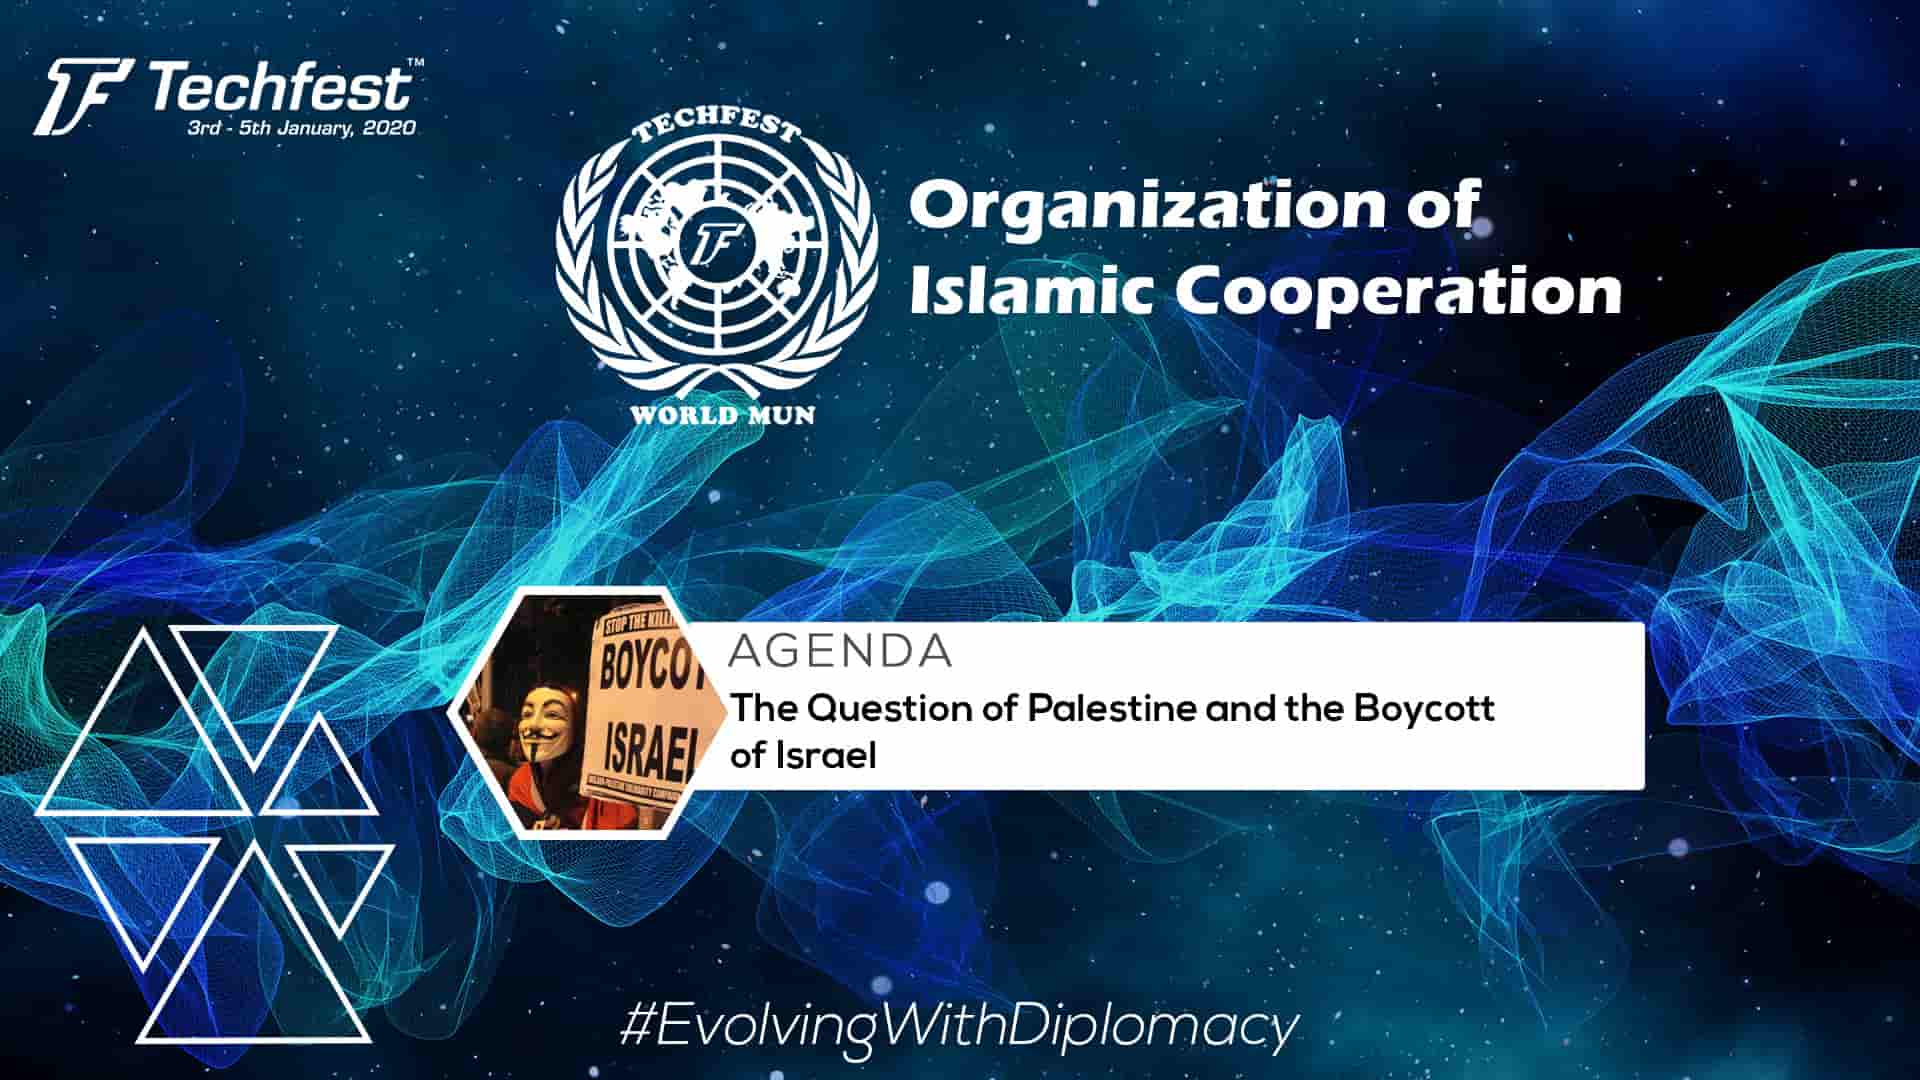 Techfest™
3rd - 5th January, 2020
TECHFEST
TF
WORLD MUN
Organization of
Islamic Cooperation
STOP THE
BOYCOT
ISRAEL
AGENDA
The Question of Palestine and the Boycott
of Israel
#EvolvingWithDiplomacy